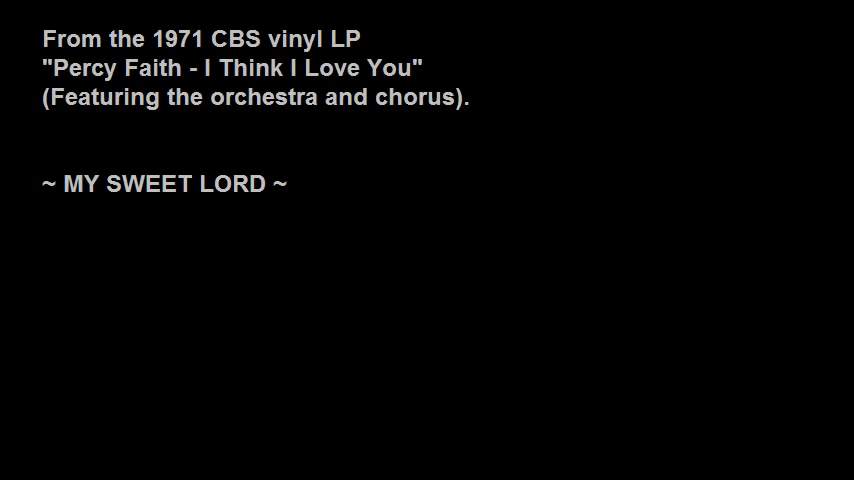 From the 1971 CBS vinyl LP
"Percy Faith - I Think I Love You"
(Featuring the orchestra and chorus).
~ MY SWEET LORD ~